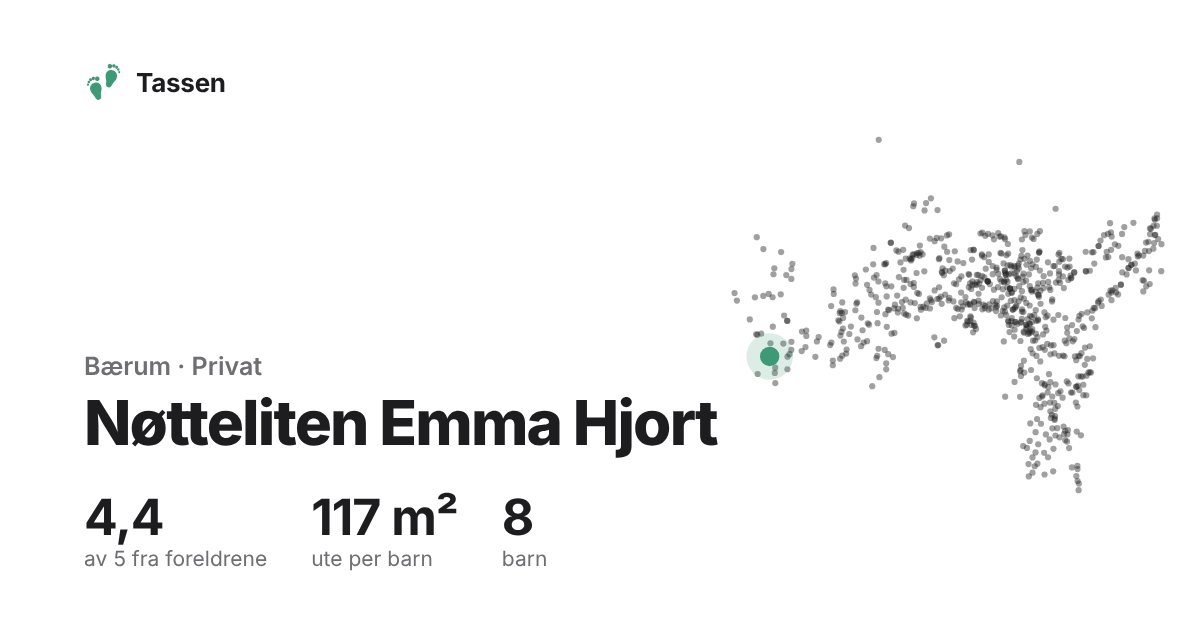 Tassen
Bærum · Privat
Nøtteliten Emma Hjort
4,4
av 5 fra foreldrene
117 m²
ute per barn
8
barn